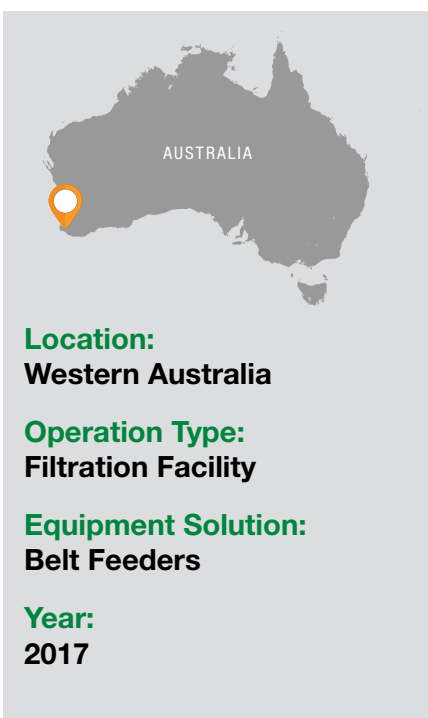 AUSTRALIA
Location:
Western Australia
Operation Type:
Filtration Facility
Equipment Solution:
Belt Feeders
Year:
2017